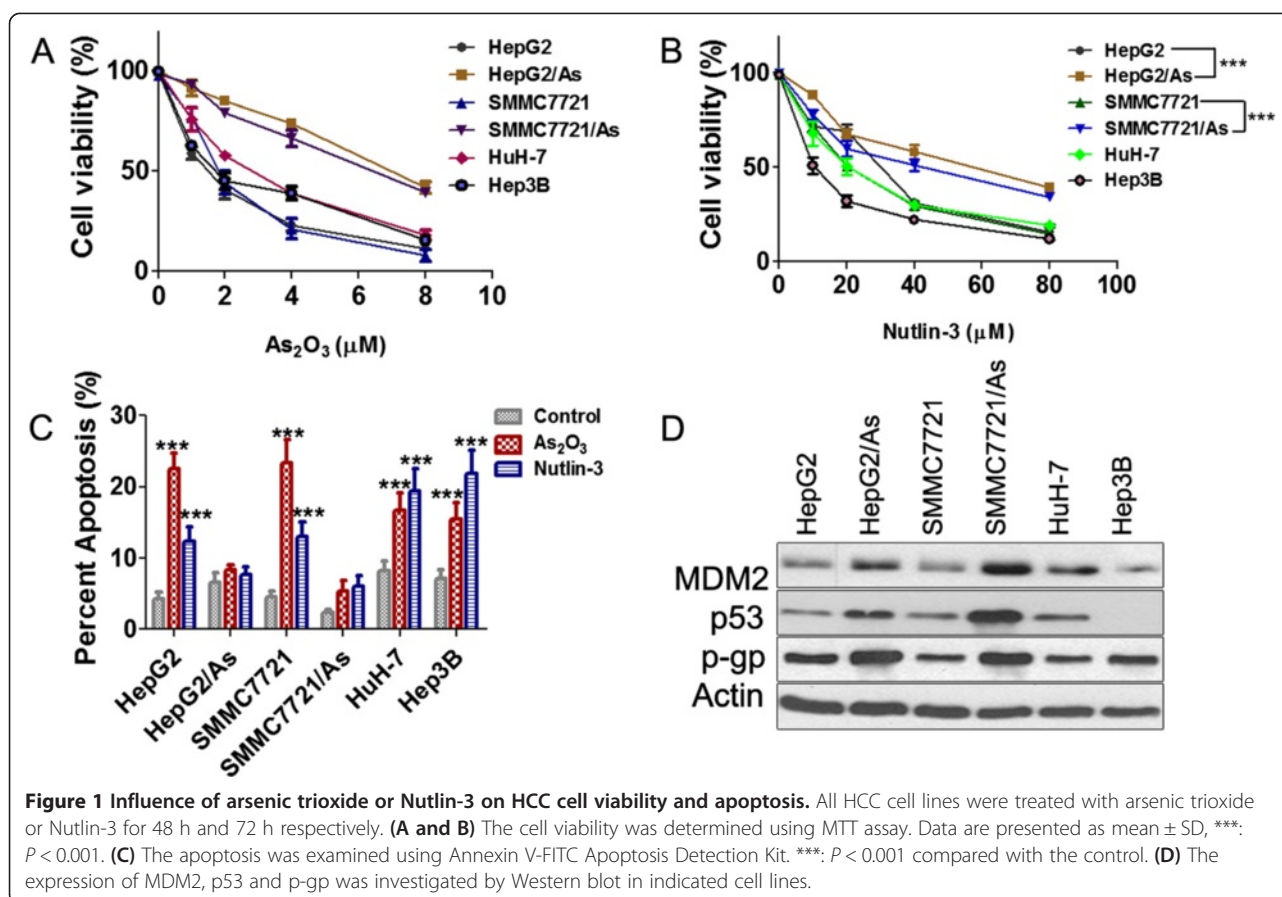 A
Cell viability (%)
100
50
0
0 2 4 6 8 10
As₂O₃ (μM)
HepG2
HepG2/As
SMMC7721
SMMC7721/As
HuH-7
Hep3B
B
Cell viability (%)
100
50
0
0 20 40 60 80 100
Nutlin-3 (μM)
HepG2
HepG2/As
***
SMMC7721
SMMC7721/As
***
HuH-7
Hep3B
C
Percent Apoptosis (%)
30
20
10
0
*** *** *** *** *** *** *** ***
Control
As₂O₃
Nutlin-3
HepG2
HepG2/As
SMMC7721
SMMC7721/As
HuH-7
Hep3B
D
HepG2
HepG2/As
SMMC7721
SMMC7721/As
HuH-7
Hep3B
MDM2
p53
p-gp
Actin
Figure 1 Influence of arsenic trioxide or Nutlin-3 on HCC cell viability and apoptosis. All HCC cell lines were treated with arsenic trioxide
or Nutlin-3 for 48 h and 72 h respectively. (A and B) The cell viability was determined using MTT assay. Data are presented as mean ± SD, ***:
P < 0.001. (C) The apoptosis was examined using Annexin V-FITC Apoptosis Detection Kit. ***: P < 0.001 compared with the control. (D) The
expression of MDM2, p53 and p-gp was investigated by Western blot in indicated cell lines.